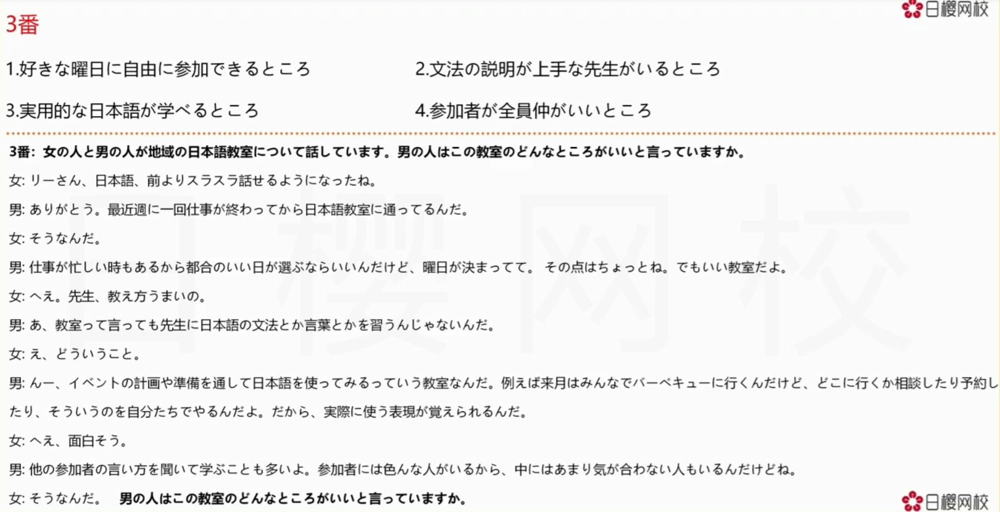 日樱网校
3番
1.好きな曜日に自由に参加できるところ
2.文法の説明が上手な先生がいるところ
3.実用的な日本語が学べるところ
4.参加者が全員仲がいいところ
3番：女の人と男の人が地域の日本語教室について話しています。男の人はこの教室のどんなところがいいと言っていますか。
女: リーさん、日本語、前よりスラスラ話せるようになったね。
男: ありがとう。最近週に一回仕事が終わってから日本語教室に通ってるんだ。
女: そうなんだ。
男: 仕事が忙しい時もあるから都合のいい日が選ぶならいいんだけど、曜日が決まってて。 その点はちょっとね。でもいい教室だよ。
女: へえ。先生、教え方うまいの。
男: あ、教室って言っても先生に日本語の文法とか言葉とかを習うんじゃないんだ。
女: え、どういうこと。
男: んー、イベントの計画や準備を通して日本語を使ってみるっていう教室なんだ。例えば来月はみんなでバーベキューに行くんだけど、どこに行くか相談したり予約し
たり、そういうのを自分たちでやるんだよ。だから、実際に使う表現が覚えられるんだ。
女: へえ、面白そう。
男: 他の参加者の言い方を聞いて学ぶことも多いよ。参加者には色んな人がいるから、中にはあまり気が合わない人もいるんだけどね。
女: そうなんだ。 男の人はこの教室のどんなところがいいと言っていますか。
日樱网校
日樱网校